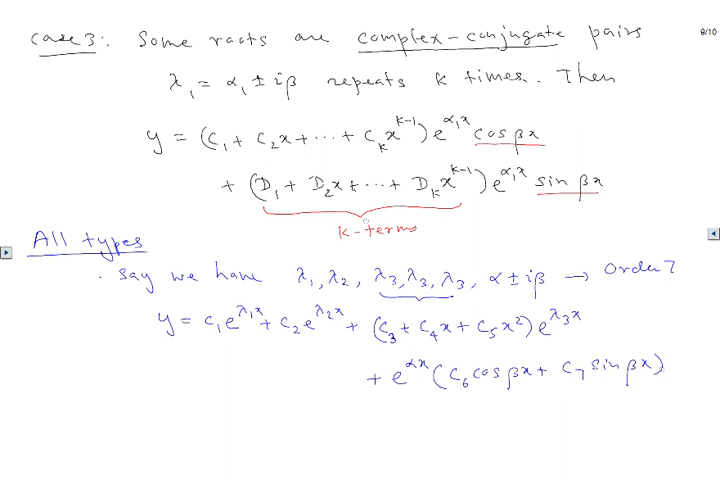 8/10
Case 3: Some roots are complex-conjugate pairs
λ₁ = α₁ ± iβ repeats k times. Then
y = (C₁ + C₂x + ··· + Cₖx^(k-1)) e^(α₁x) cos βx
+ (D₁ + D₂x + ··· + Dₖx^(k-1)) e^(α₁x) sin βx
k-terms
All types
· Say we have λ₁, λ₂, λ₃, λ₃, λ₃, α ± iβ → Order 7
y = c₁e^(λ₁x) + c₂e^(λ₂x) + (C₃ + C₄x + C₅x²) e^(λ₃x)
+ e^(αx) (C₆ cos βx + C₇ sin βx)